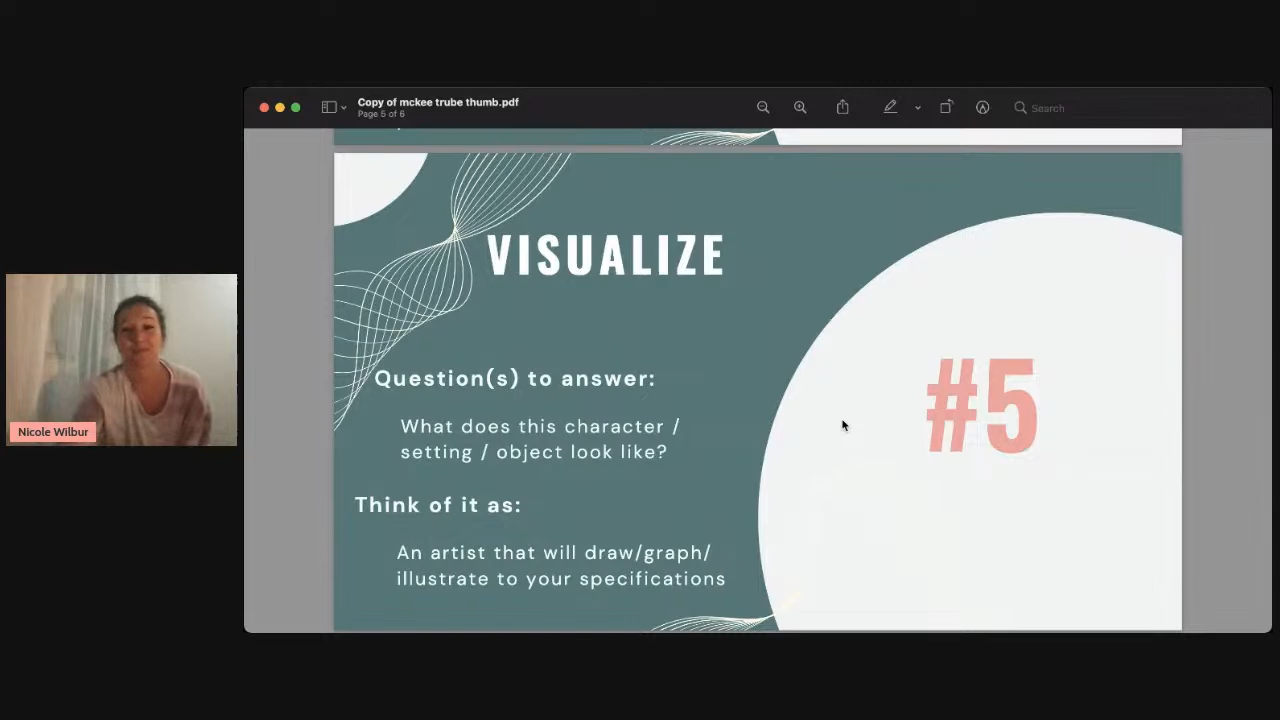 Copy of mckee trube thumb.pdf
Page 5 of 6
Search
VISUALIZE
Question(s) to answer:
What does this character /
setting / object look like?
Think of it as:
An artist that will draw/graph/
illustrate to your specifications
#5
Nicole Wilbur